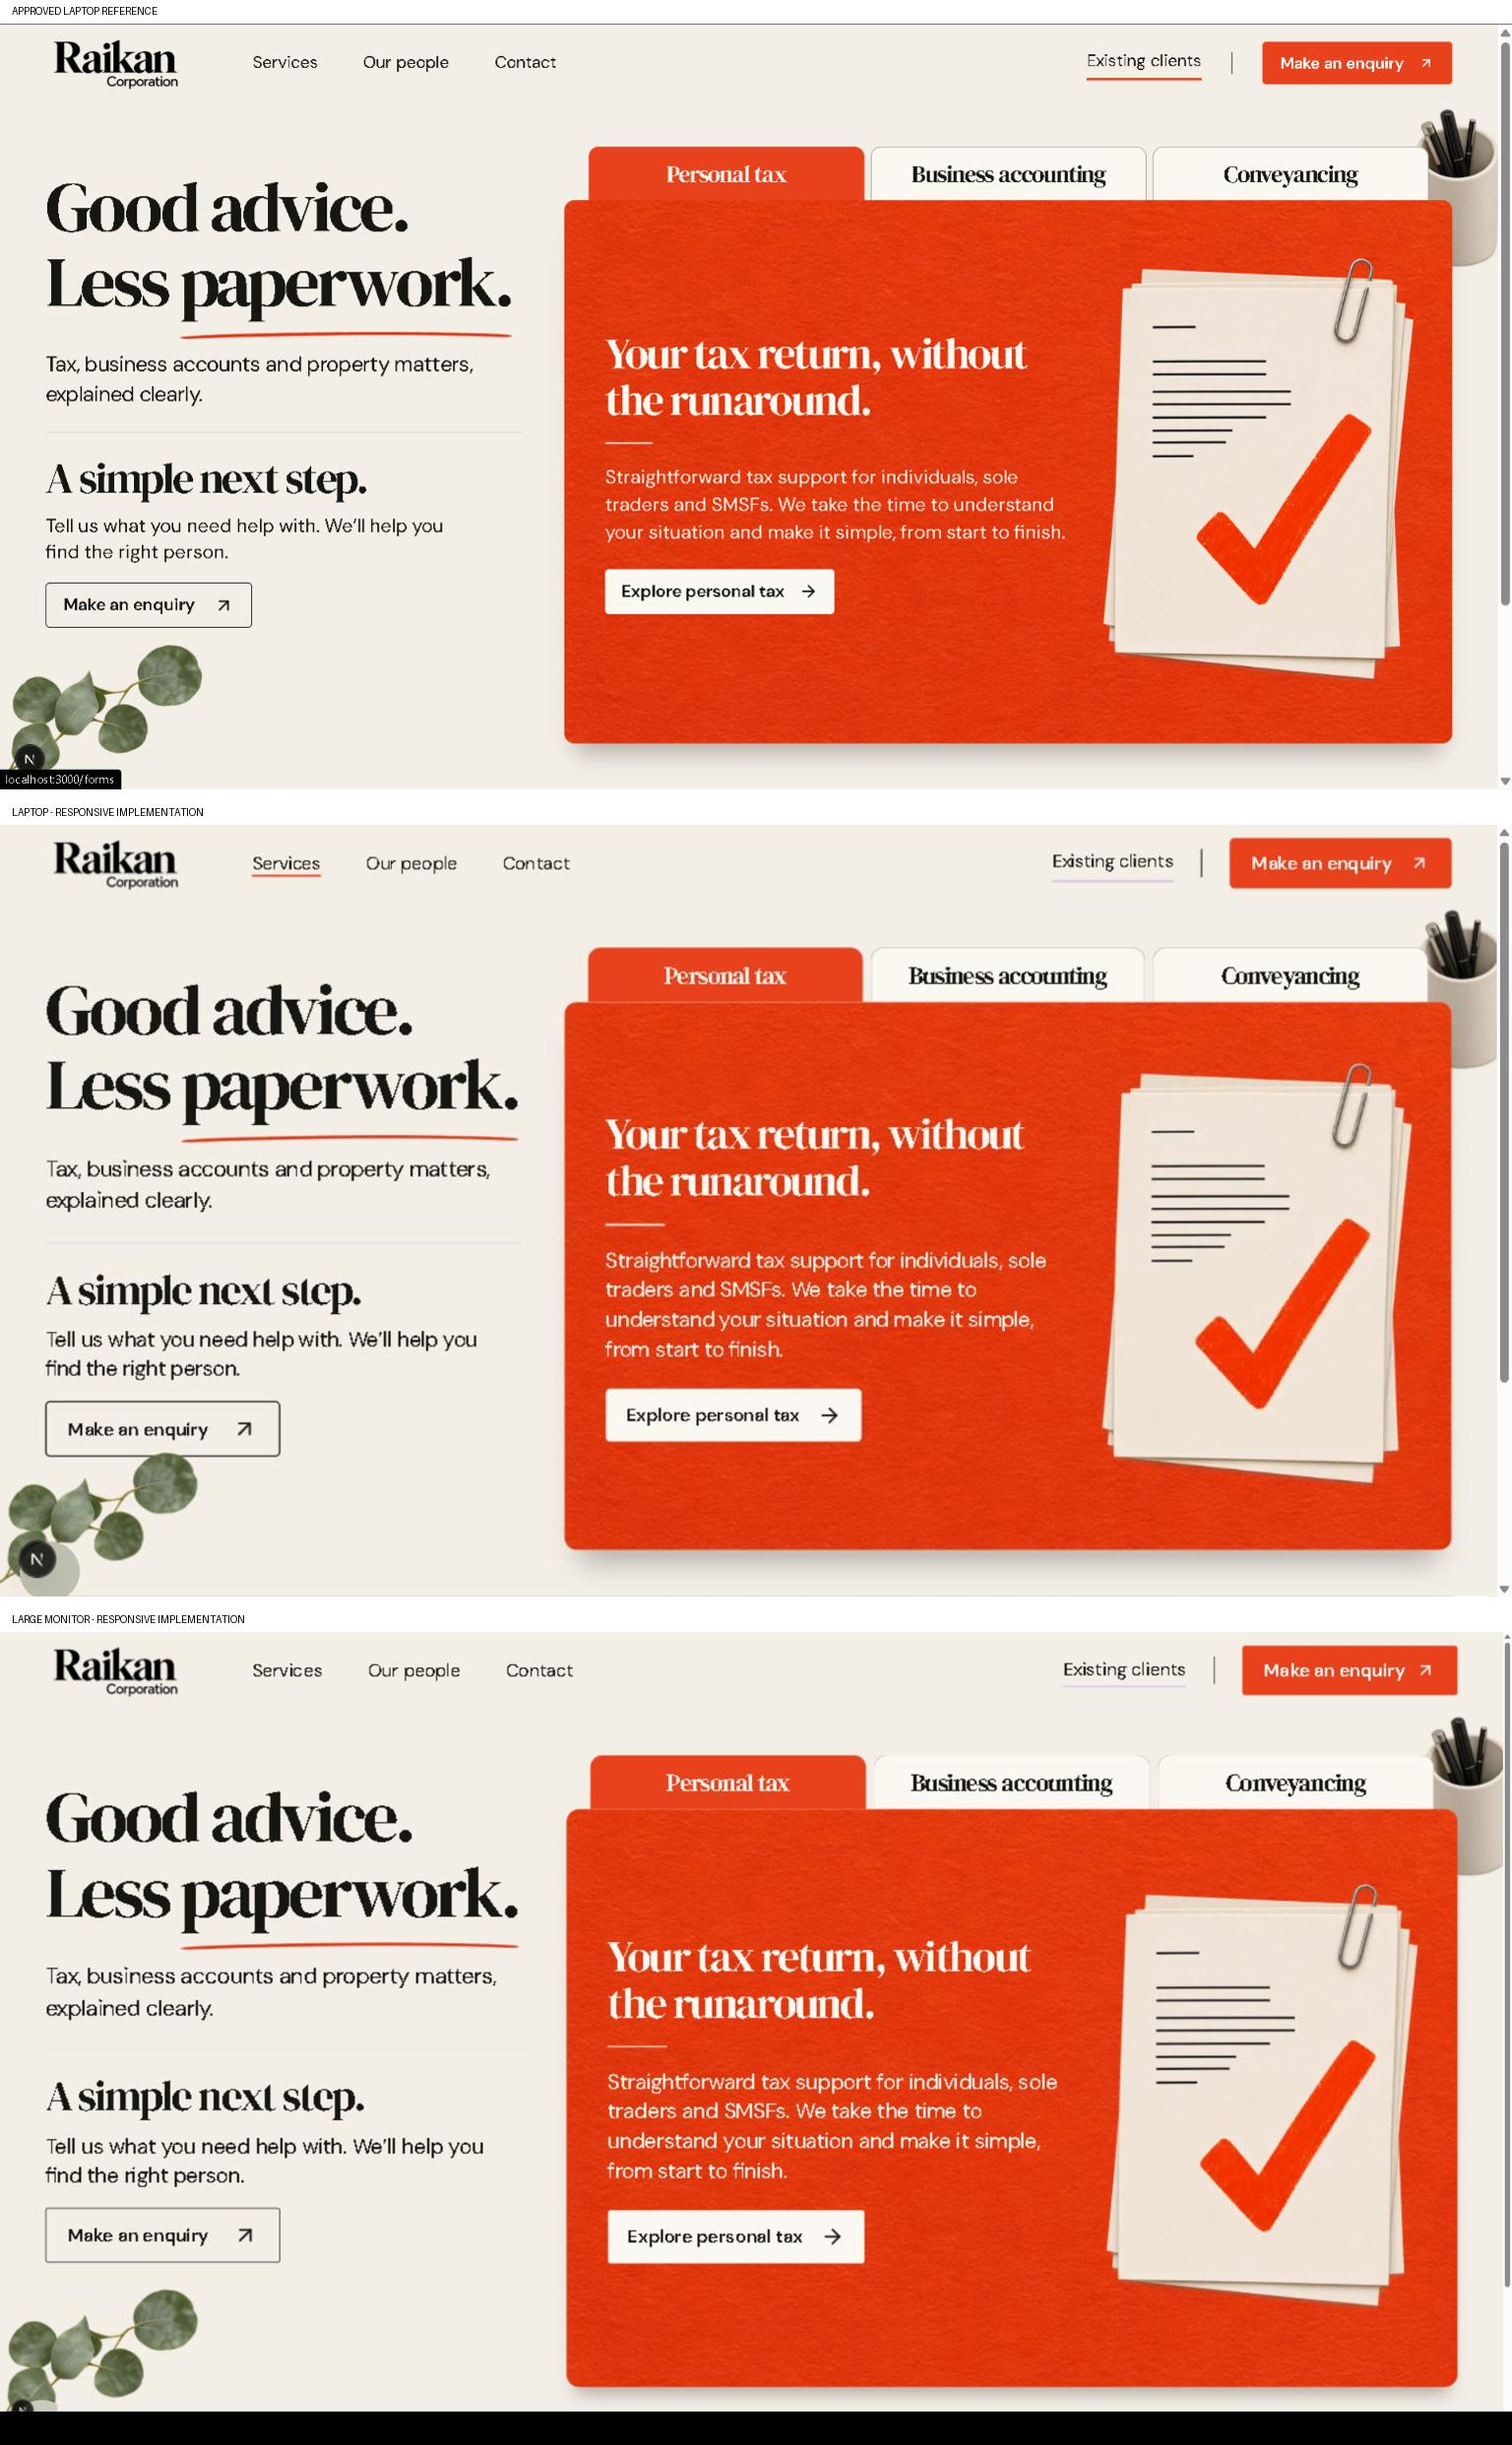 APPROVED LAPTOP REFERENCE
Raikan
Corporation
Services
Our people
Contact
Existing clients
Make an enquiry
Good advice.
Less paperwork.
Tax, business accounts and property matters,
explained clearly.
A simple next step.
Tell us what you need help with. We'll help you
find the right person.
Make an enquiry
N
localhost:3000/forms
Personal tax
Business accounting
Conveyancing
Your tax return, without
the runaround.
Straightforward tax support for individuals, sole
traders and SMSFs. We take the time to understand
your situation and make it simple, from start to finish.
Explore personal tax
LAPTOP - RESPONSIVE IMPLEMENTATION
Raikan
Corporation
Services
Our people
Contact
Existing clients
Make an enquiry
Good advice.
Less paperwork.
Tax, business accounts and property matters,
explained clearly.
A simple next step.
Tell us what you need help with. We'll help you
find the right person.
Make an enquiry
N
Personal tax
Business accounting
Conveyancing
Your tax return, without
the runaround.
Straightforward tax support for individuals, sole
traders and SMSFs. We take the time to
understand your situation and make it simple,
from start to finish.
Explore personal tax
LARGE MONITOR - RESPONSIVE IMPLEMENTATION
Raikan
Corporation
Services
Our people
Contact
Existing clients
Make an enquiry
Good advice.
Less paperwork.
Tax, business accounts and property matters,
explained clearly.
A simple next step.
Tell us what you need help with. We'll help you
find the right person.
Make an enquiry
Personal tax
Business accounting
Conveyancing
Your tax return, without
the runaround.
Straightforward tax support for individuals, sole
traders and SMSFs. We take the time to
understand your situation and make it simple,
from start to finish.
Explore personal tax